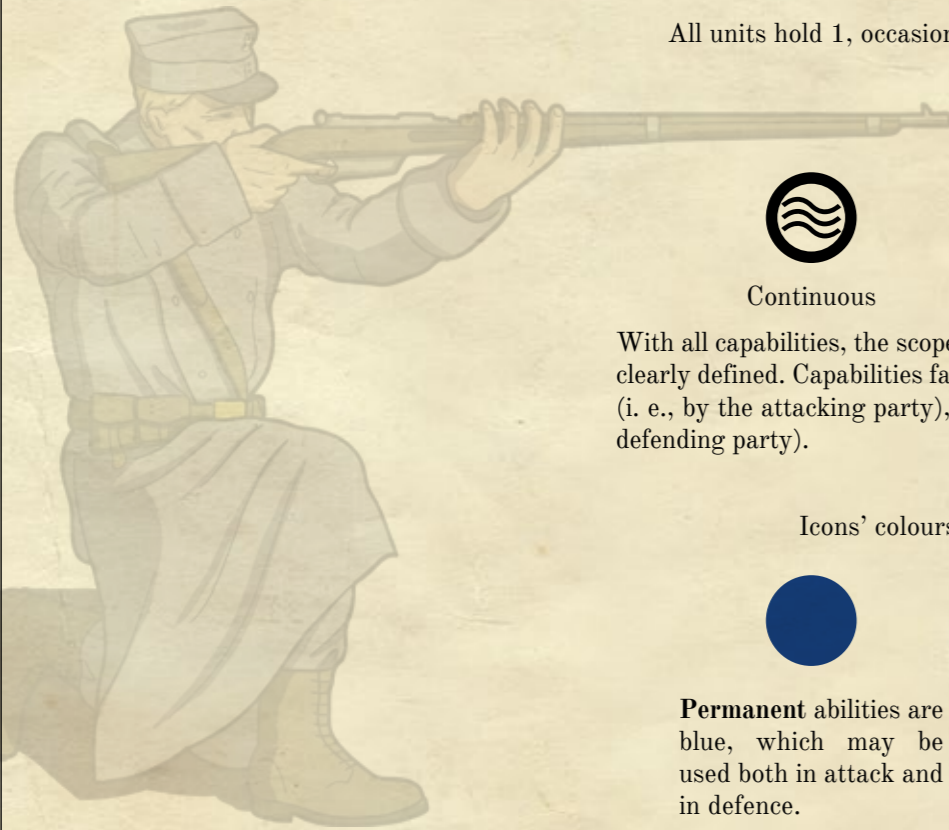 All units hold 1, occasion
Continuous
With all capabilities, the scope
clearly defined. Capabilities fa
(i. e., by the attacking party),
defending party).
Icons’ colours
Permanent abilities are
blue, which may be
used both in attack and
in defence.